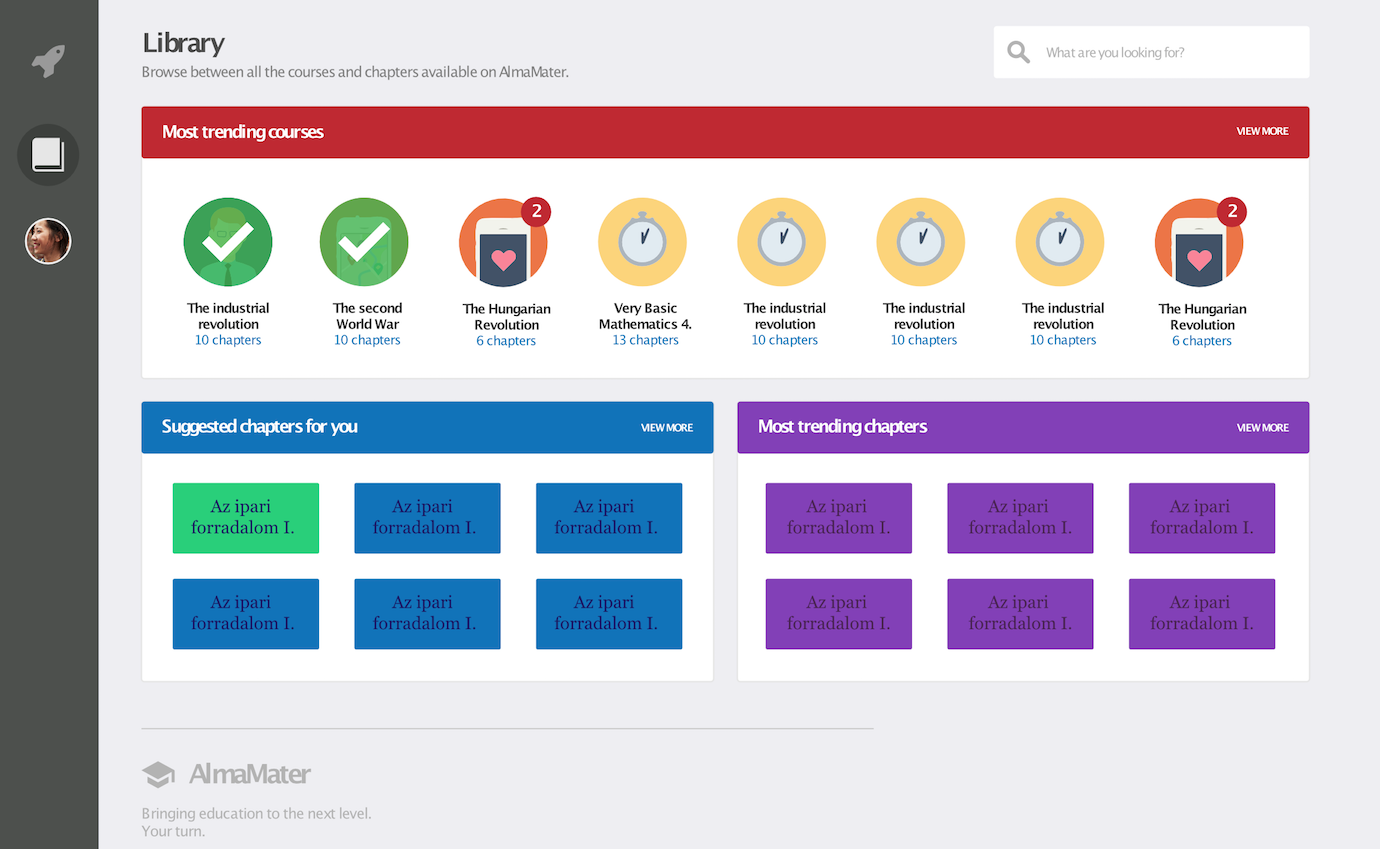 Library
Browse between all the courses and chapters available on AlmaMater.
What are you looking for?
Most trending courses
VIEW MORE
2
2
The industrial
revolution
10 chapters
The second
World War
10 chapters
The Hungarian
Revolution
6 chapters
Very Basic
Mathematics 4.
13 chapters
The industrial
revolution
10 chapters
The industrial
revolution
10 chapters
The industrial
revolution
10 chapters
The Hungarian
Revolution
6 chapters
Suggested chapters for you
VIEW MORE
Az ipari
forradalom I.
Az ipari
forradalom I.
Az ipari
forradalom I.
Az ipari
forradalom I.
Az ipari
forradalom I.
Az ipari
forradalom I.
Most trending chapters
VIEW MORE
Az ipari
forradalom I.
Az ipari
forradalom I.
Az ipari
forradalom I.
Az ipari
forradalom I.
Az ipari
forradalom I.
Az ipari
forradalom I.
AlmaMater
Bringing education to the next level.
Your turn.